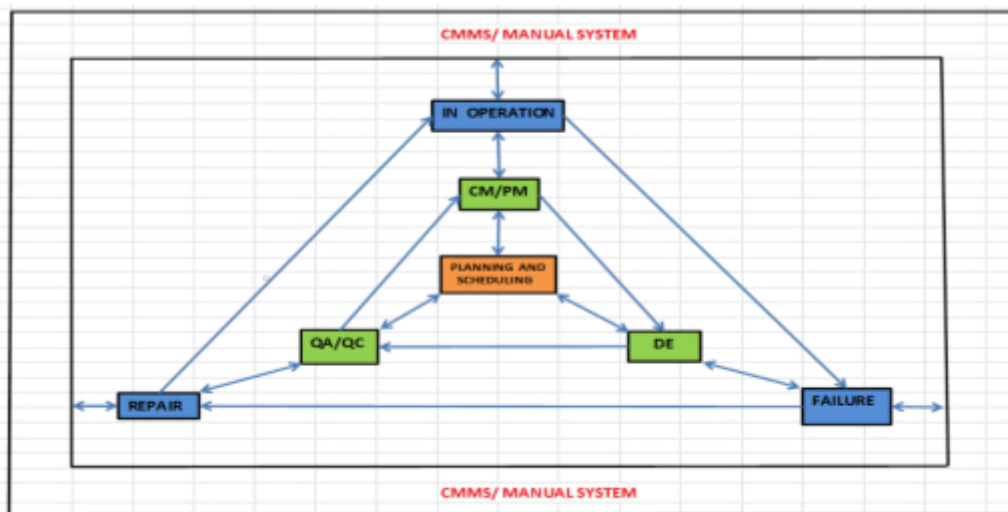 CMMS/ MANUAL SYSTEM
IN OPERATION
CM/PM
PLANNING AND
SCHEDULING
QA/QC
DE
REPAIR
FAILURE
CMMS/ MANUAL SYSTEM